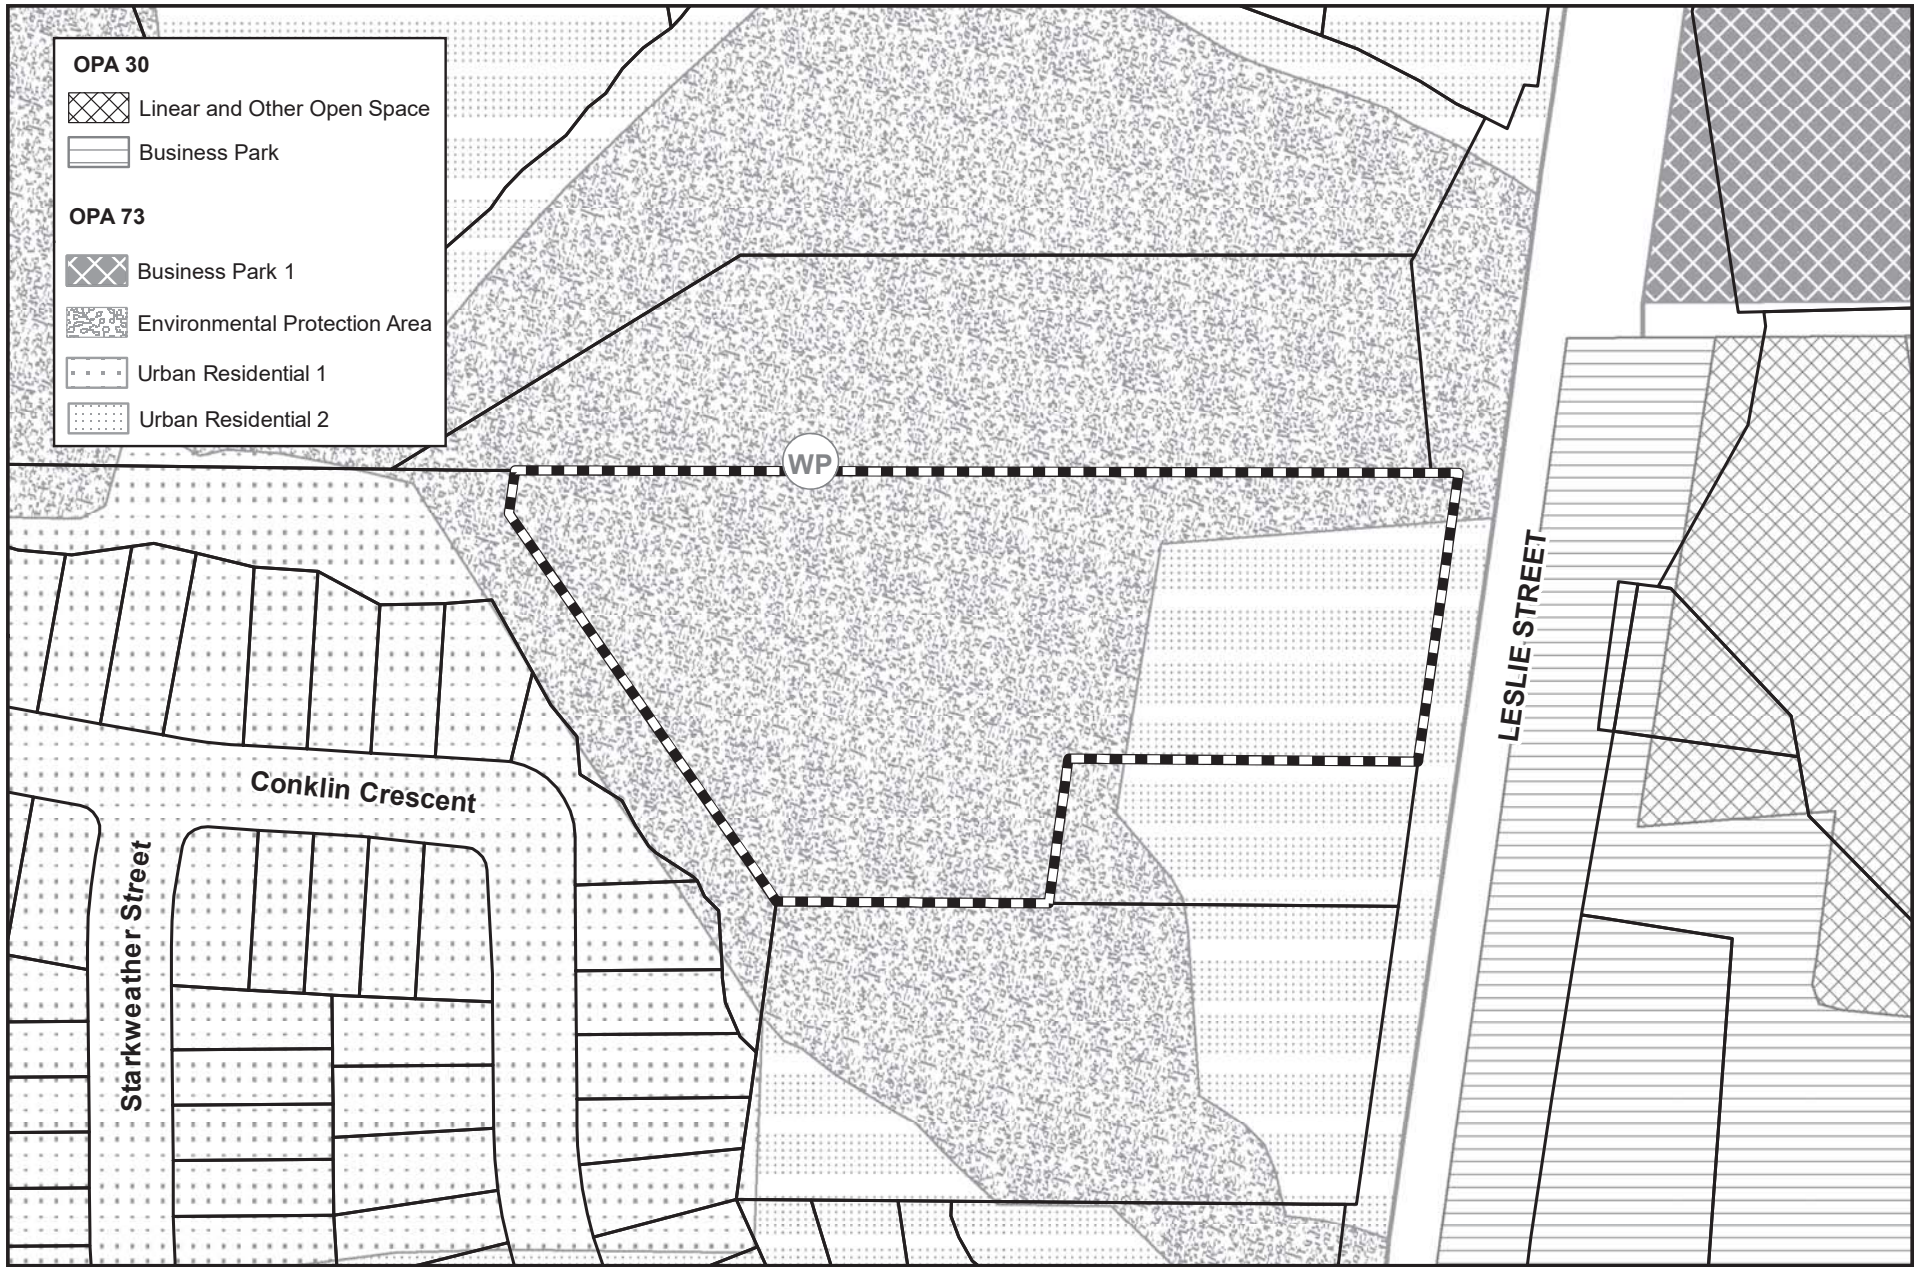 OPA 30
Linear and Other Open Space
Business Park
OPA 73
Business Park 1
Environmental Protection Area
Urban Residential 1
Urban Residential 2
WP
LESLIE STREET
Conklin Crescent
Starkweather Street